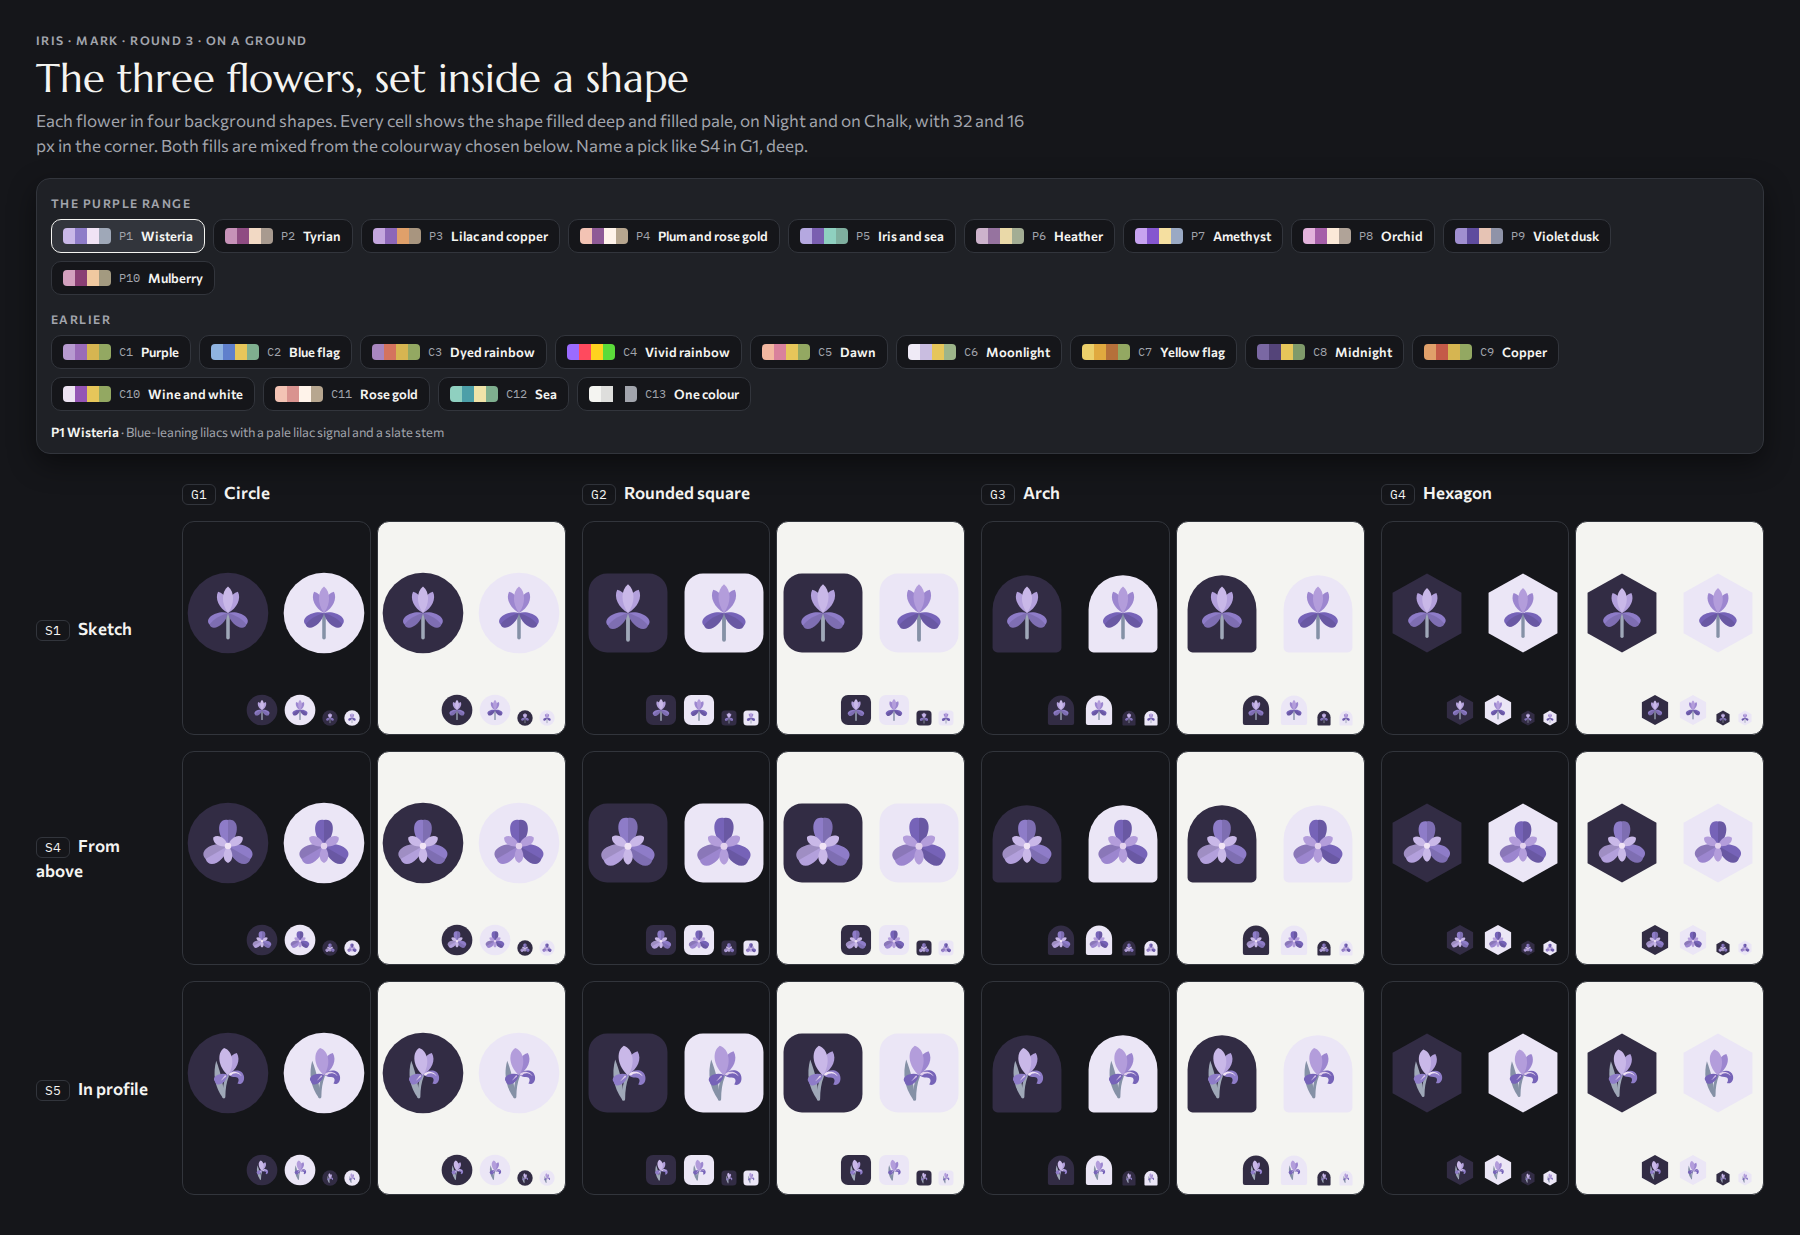 IRIS · MARK · ROUND 3 · ON A GROUND
The three flowers, set inside a shape
Each flower in four background shapes. Every cell shows the shape filled deep and filled pale, on Night and on Chalk, with 32 and 16
px in the corner. Both fills are mixed from the colourway chosen below. Name a pick like S4 in G1, deep.
THE PURPLE RANGE
P1 Wisteria P2 Tyrian P3 Lilac and copper P4 Plum and rose gold P5 Iris and sea P6 Heather P7 Amethyst P8 Orchid P9 Violet dusk
P10 Mulberry
EARLIER
C1 Purple C2 Blue flag C3 Dyed rainbow C4 Vivid rainbow C5 Dawn C6 Moonlight C7 Yellow flag C8 Midnight C9 Copper
C10 Wine and white C11 Rose gold C12 Sea C13 One colour
P1 Wisteria · Blue-leaning lilacs with a pale lilac signal and a slate stem
G1 Circle G2 Rounded square G3 Arch G4 Hexagon
S1 Sketch
S4 From
above
S5 In profile